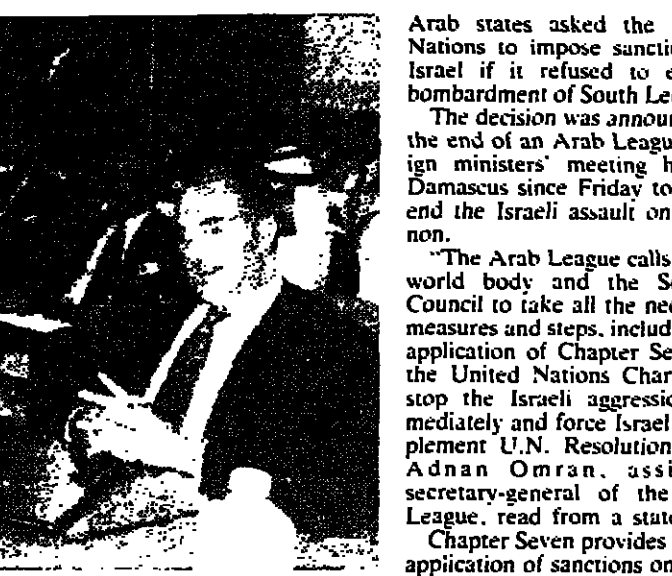 Arab states asked the
Nations to impose sancti
Israel if it refused to e
bombardment of South Le
The decision was annou
the end of an Arab Leagu
ign ministers' meeting h
Damascus since Friday to
end the Israeli assault on
non.
"The Arab League calls
world body and the S
Council to take all the nec
measures and steps, includ
application of Chapter Se
the United Nations Char
stop the Israeli aggressio
mediately and force Israel
plement U.N. Resolution
Adnan Omran, assi
secretary-general of the
League, read from a state
Chapter Seven provides
application of sanctions on